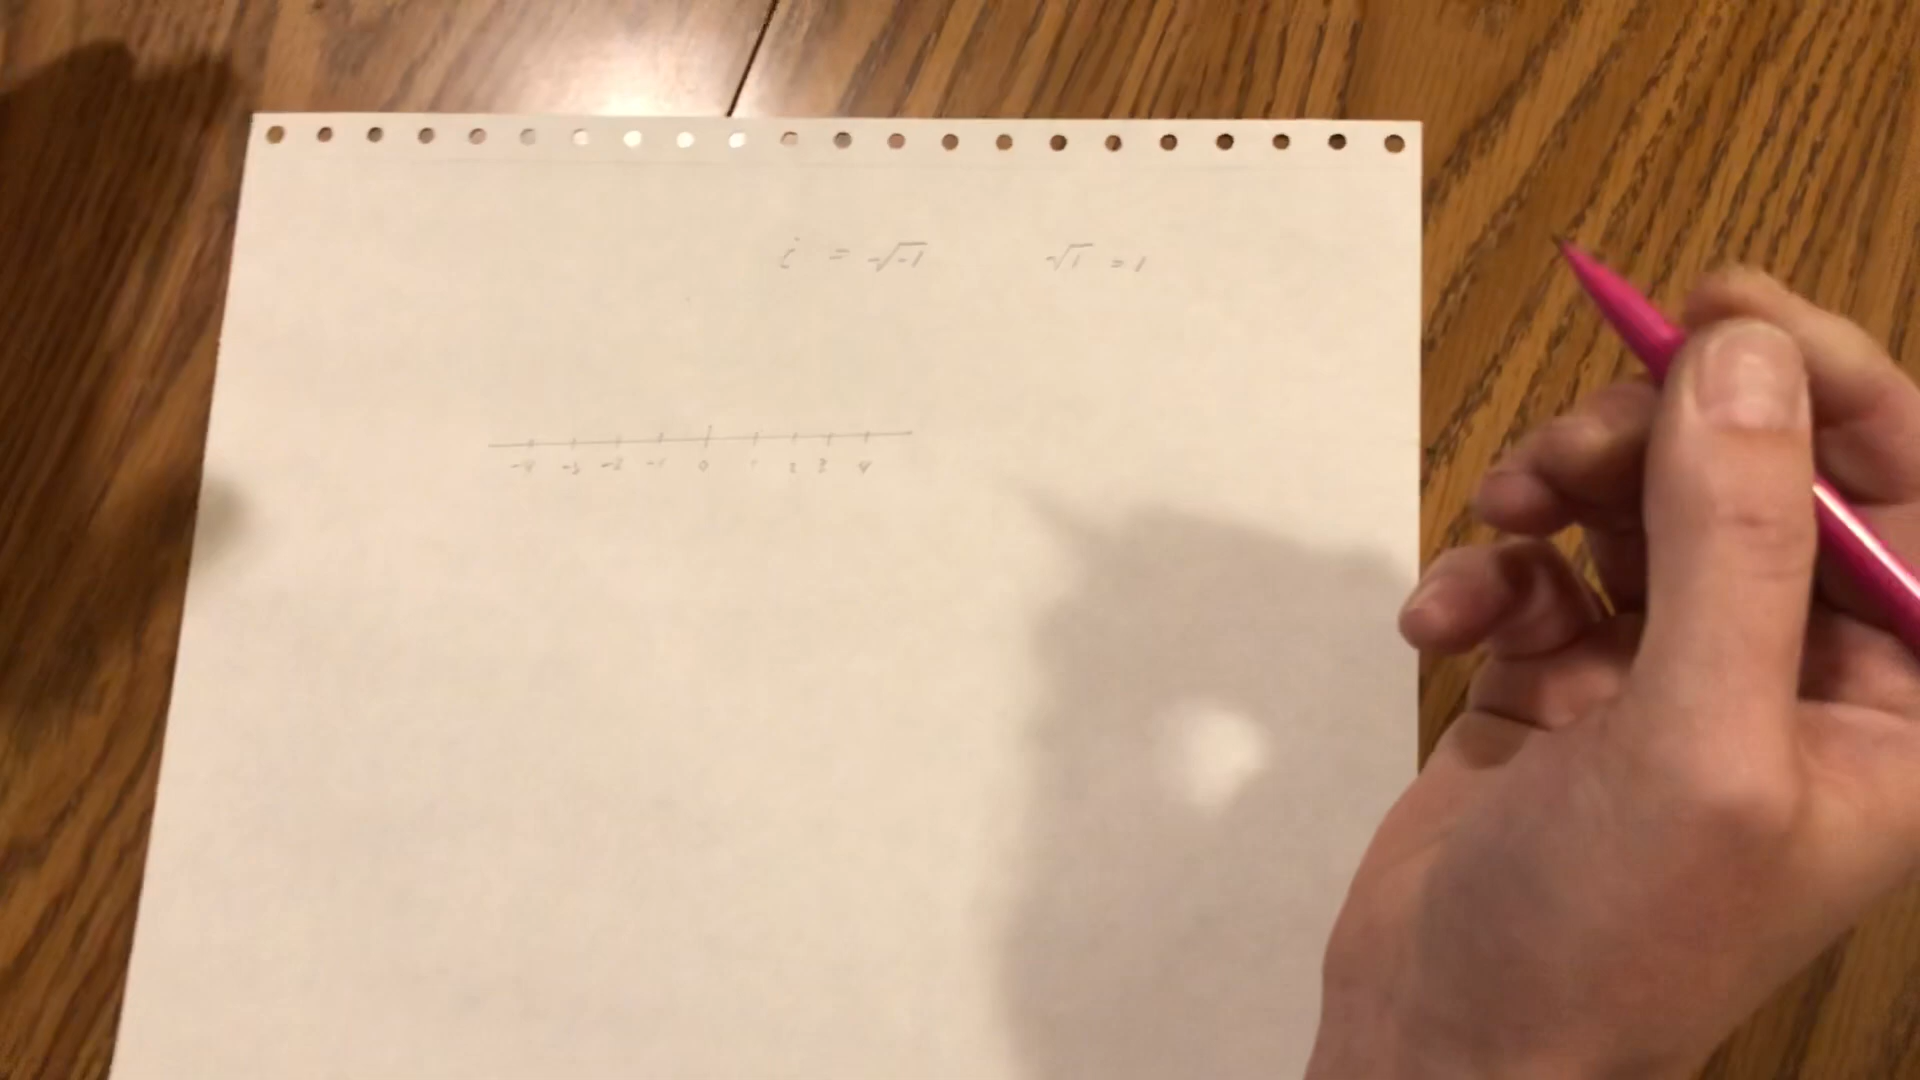 i = √-1 √1 = 1
-4 -3 -2 -1 0 1 2 3 4